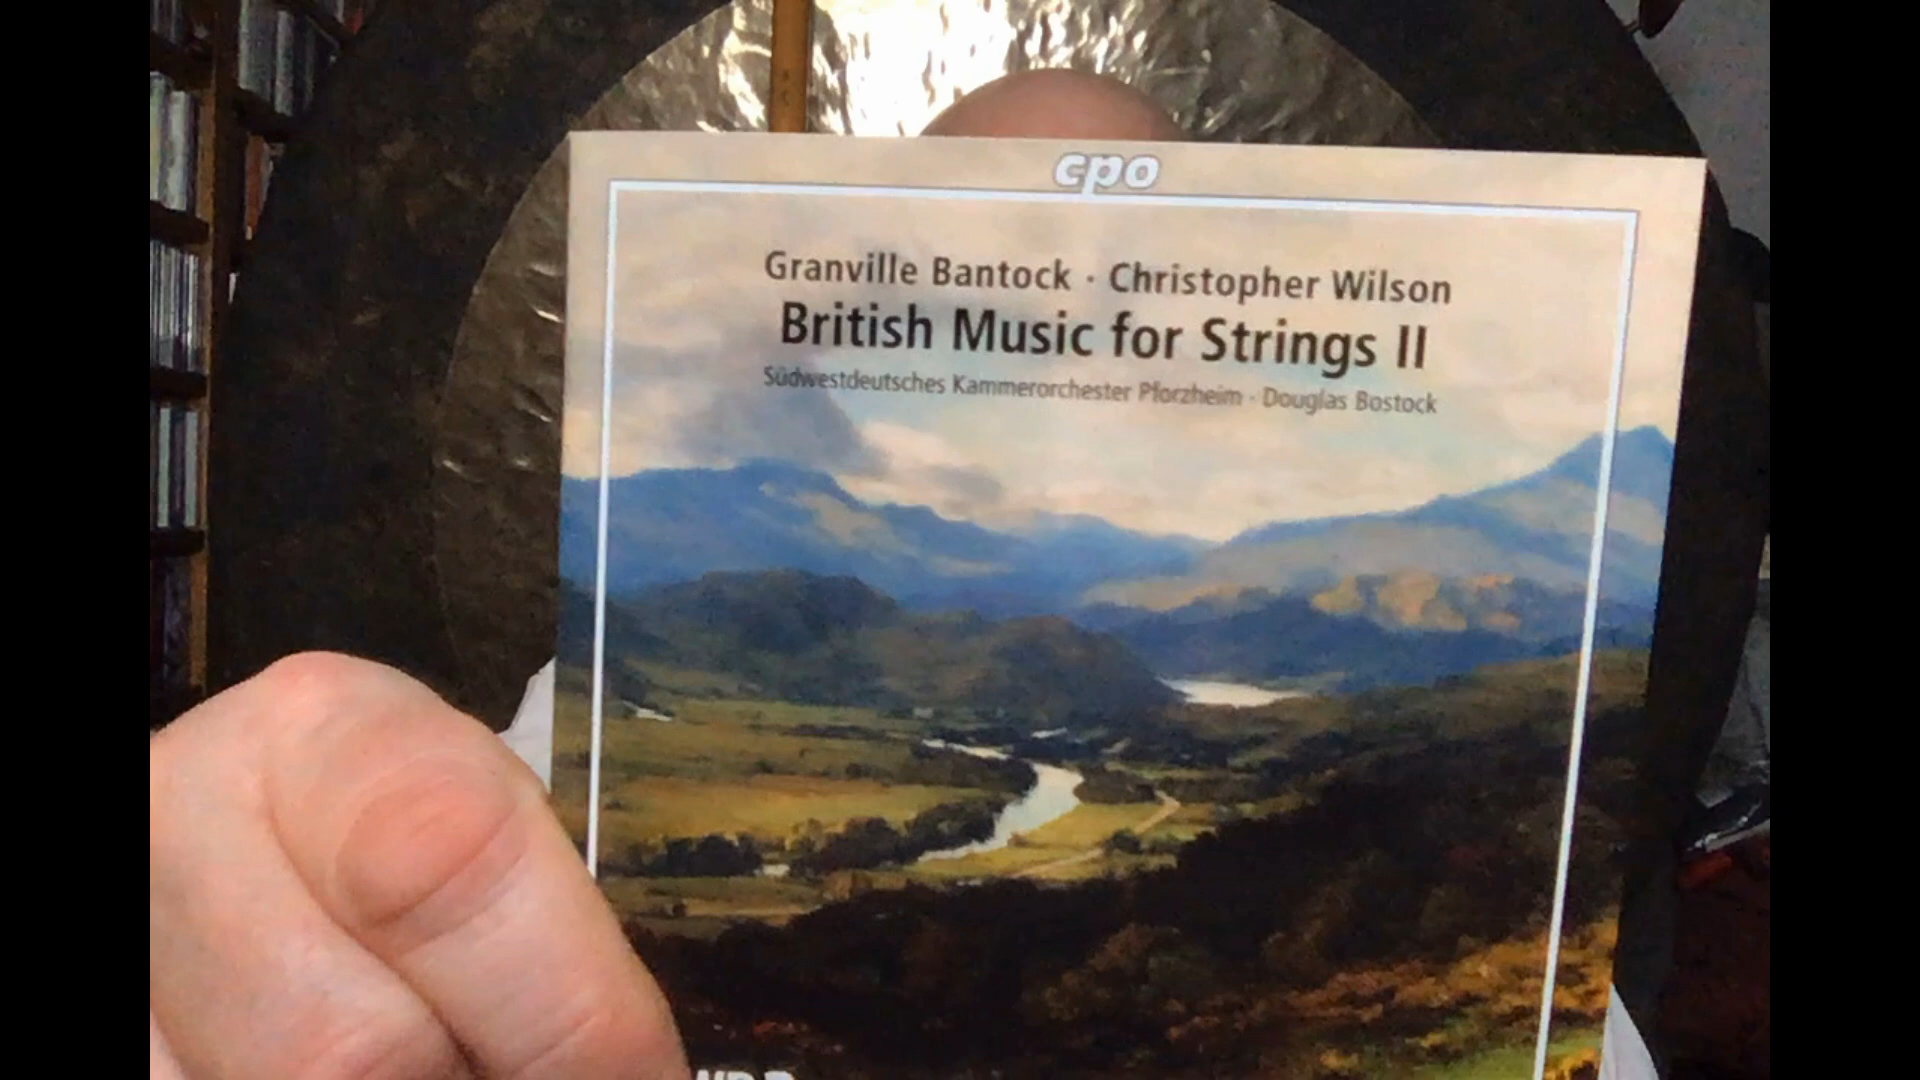 cpo
Granville Bantock · Christopher Wilson
British Music for Strings II
Südwestdeutsches Kammerorchester Pforzheim · Douglas Bostock